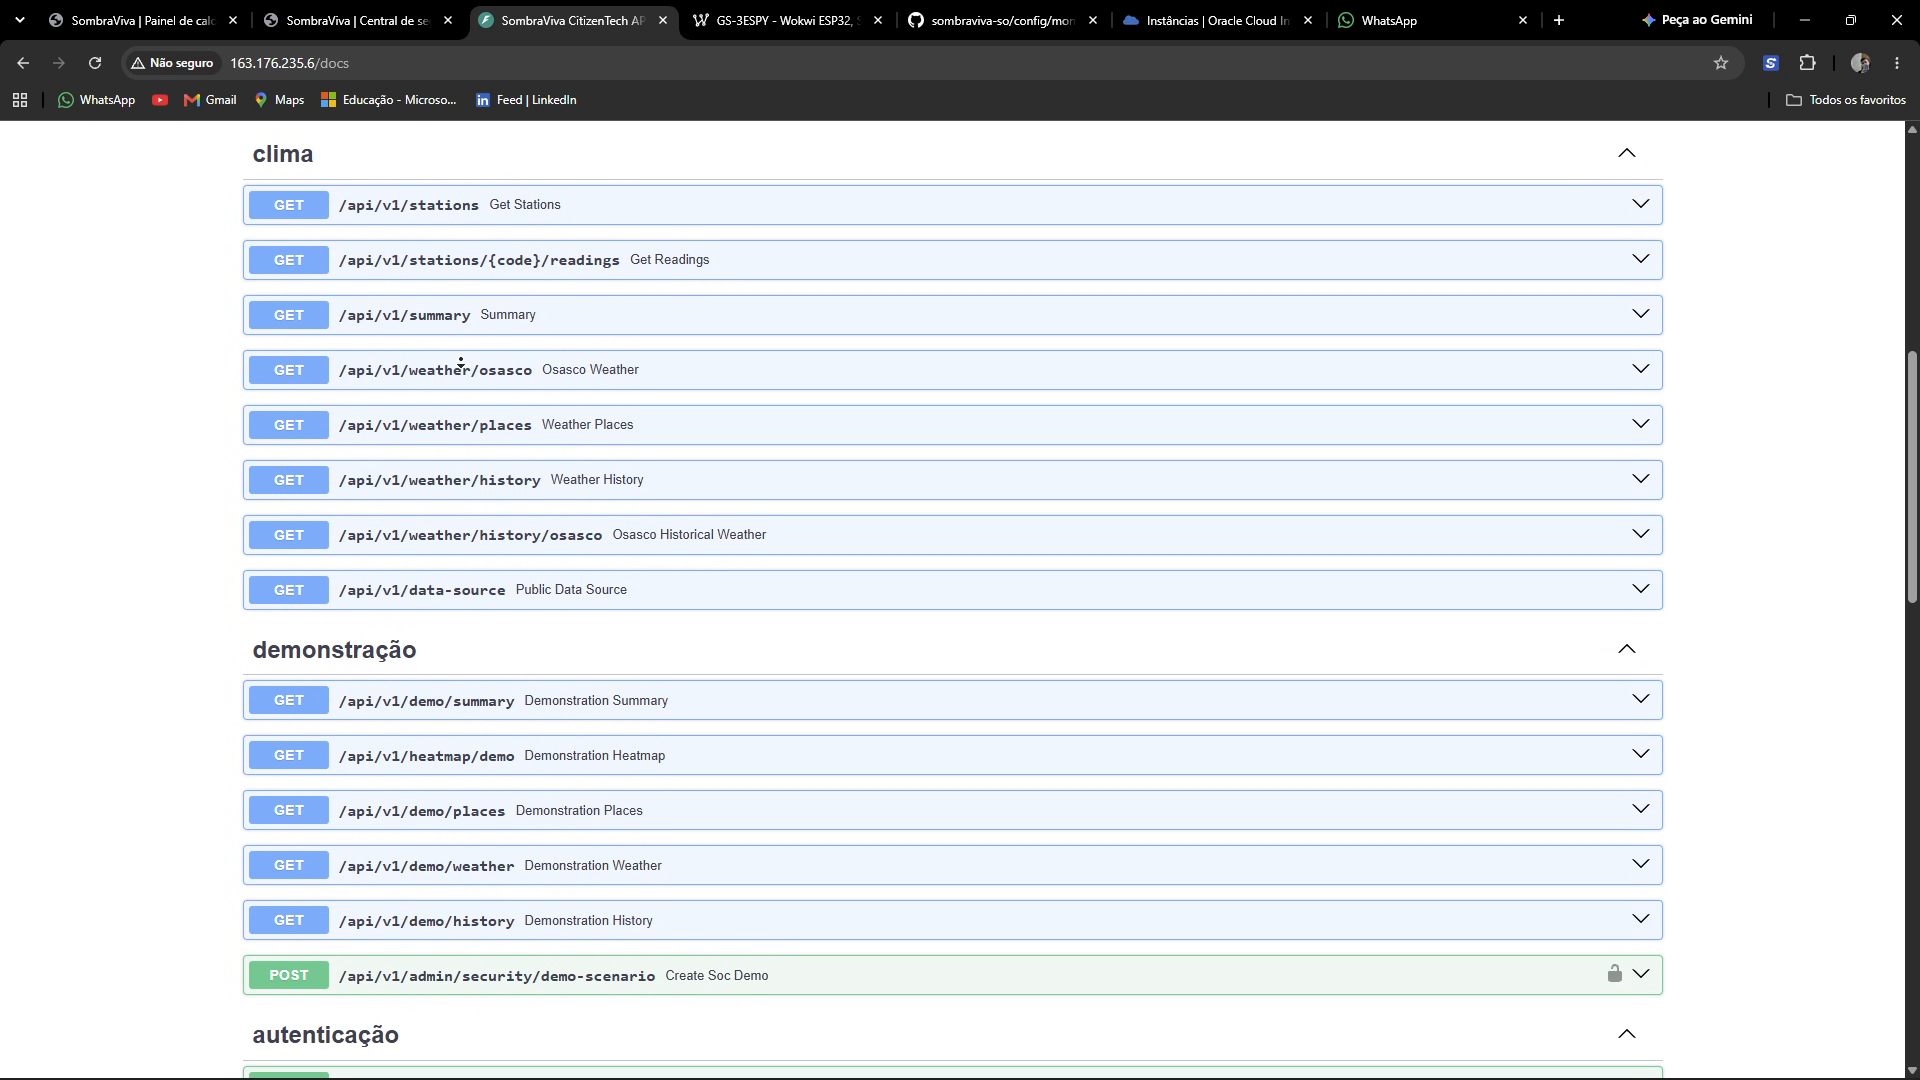 SombraViva | Painel de cal
SombraViva | Central de se
SombraViva CitizenTech AP
GS-3ESPY - Wokwi ESP32, S
sombraviva-so/config/mon
Instâncias | Oracle Cloud In
WhatsApp
Peça ao Gemini
Não seguro
163.176.235.6/docs
WhatsApp
Gmail
Maps
Educação - Microso...
Feed | LinkedIn
Todos os favoritos
clima
GET /api/v1/stations Get Stations
GET /api/v1/stations/{code}/readings Get Readings
GET /api/v1/summary Summary
GET /api/v1/weather/osasco Osasco Weather
GET /api/v1/weather/places Weather Places
GET /api/v1/weather/history Weather History
GET /api/v1/weather/history/osasco Osasco Historical Weather
GET /api/v1/data-source Public Data Source
demonstração
GET /api/v1/demo/summary Demonstration Summary
GET /api/v1/heatmap/demo Demonstration Heatmap
GET /api/v1/demo/places Demonstration Places
GET /api/v1/demo/weather Demonstration Weather
GET /api/v1/demo/history Demonstration History
POST /api/v1/admin/security/demo-scenario Create Soc Demo
autenticação